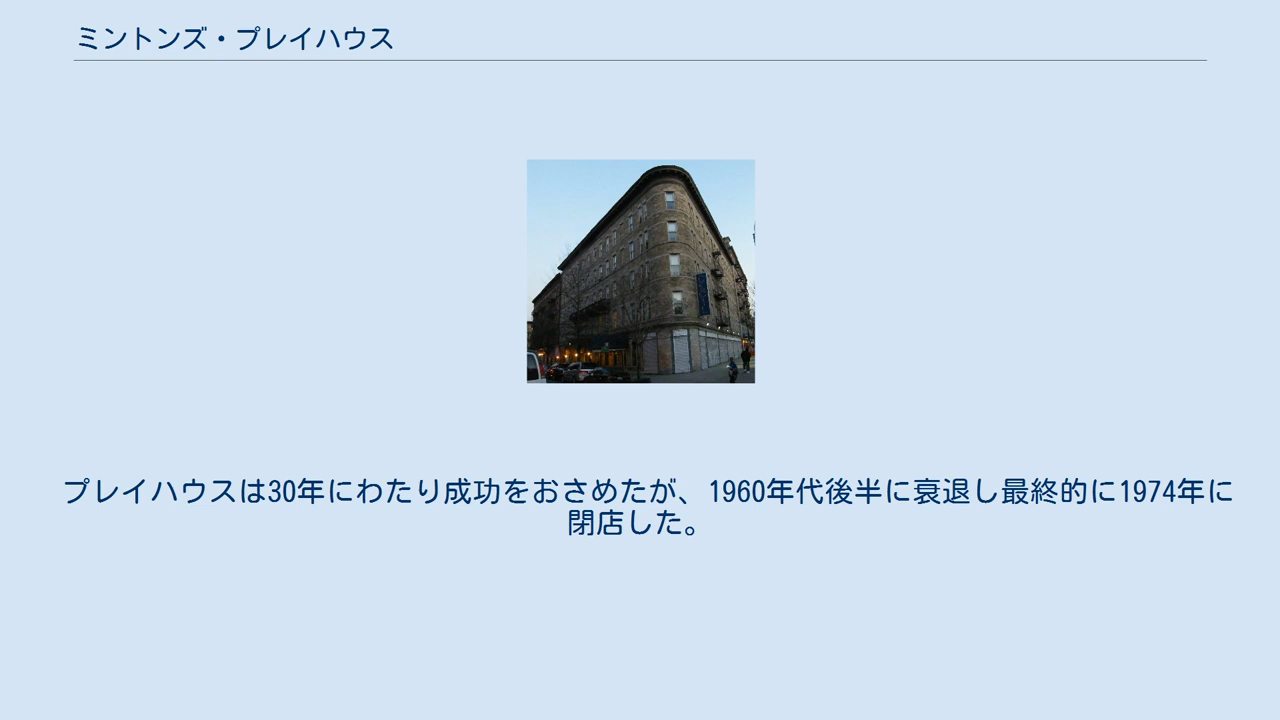 ミントンズ・プレイハウス
プレイハウスは30年にわたり成功をおさめたが、1960年代後半に衰退し最終的に1974年に
閉店した。